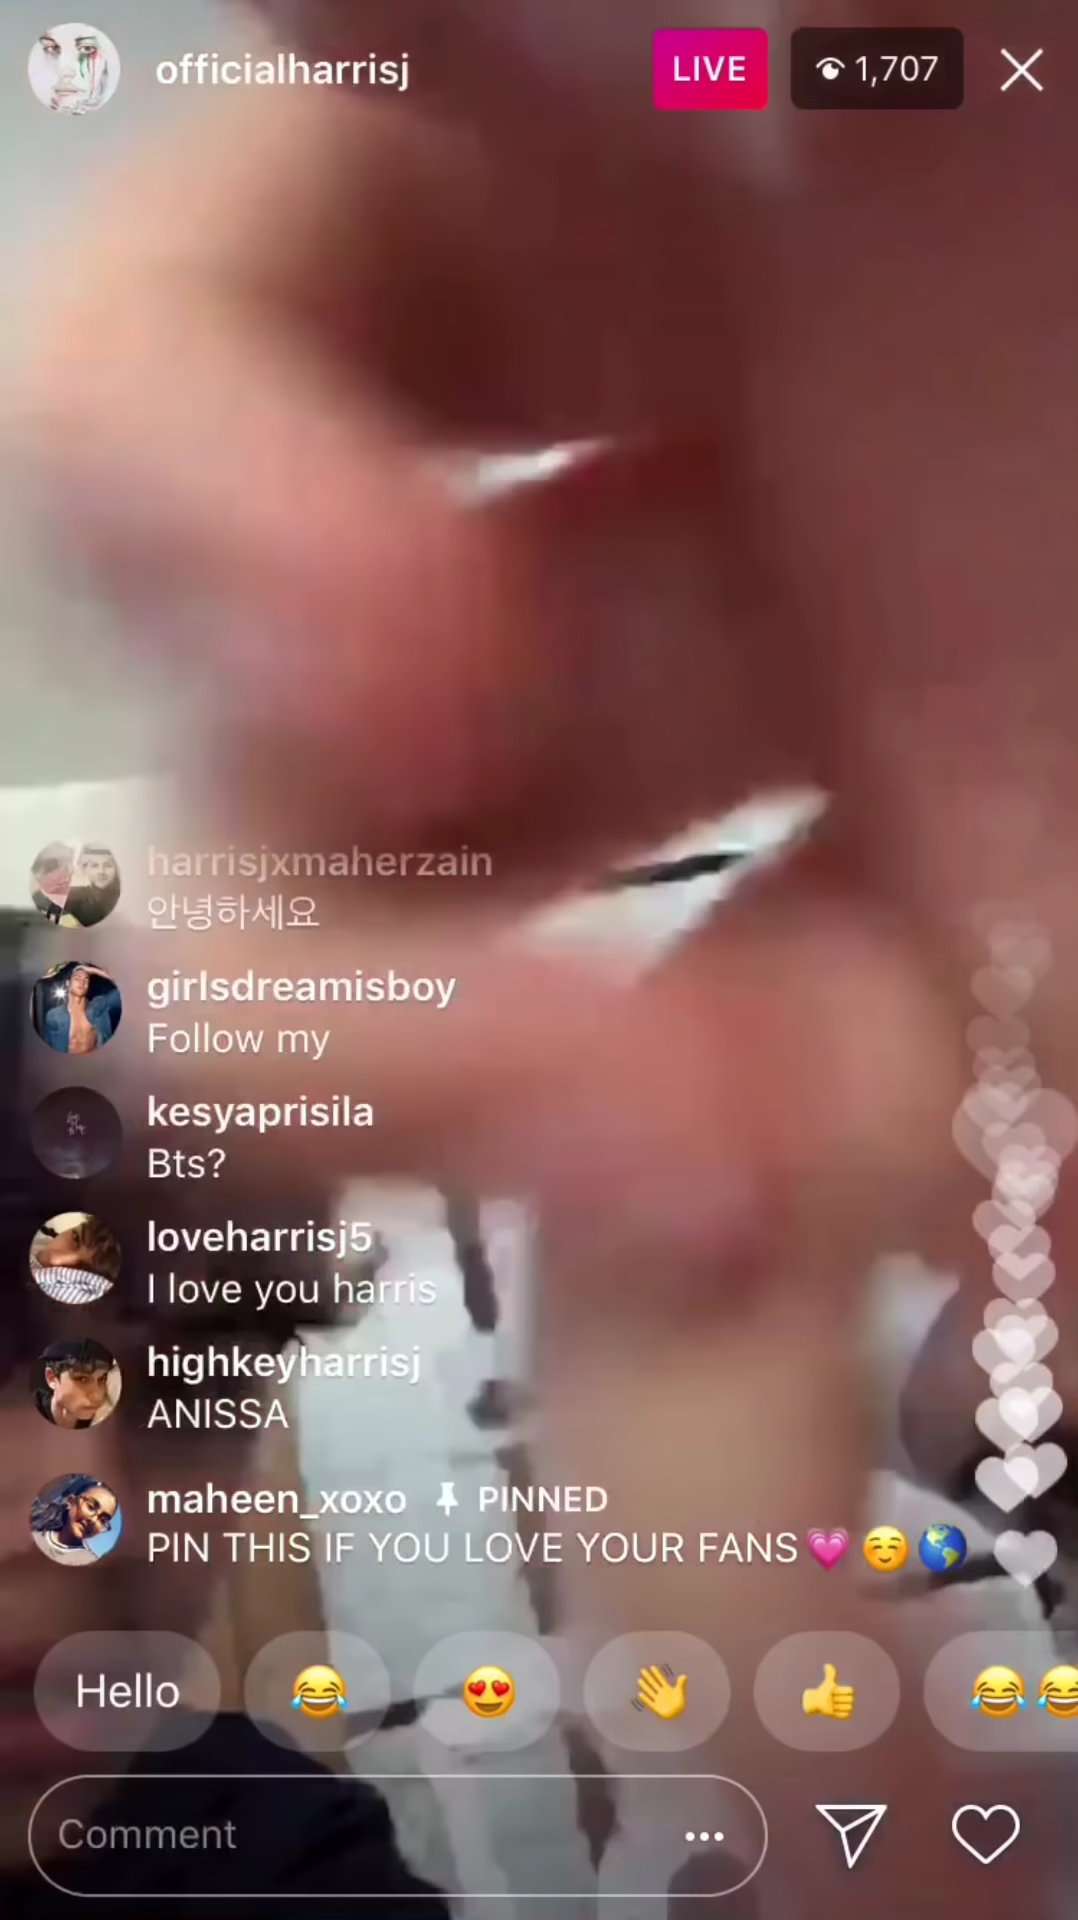 officialharrisj
LIVE
1,707
harrisjxmaherzain
안녕하세요
girlsdreamisboy
Follow my
kesyaprisila
Bts?
loveharrisj5
I love you harris
highkeyharrisj
ANISSA
maheen_xoxo PINNED
PIN THIS IF YOU LOVE YOUR FANS💗☺️🌎
Hello 😂 😍 👋 👍 😂😂
Comment